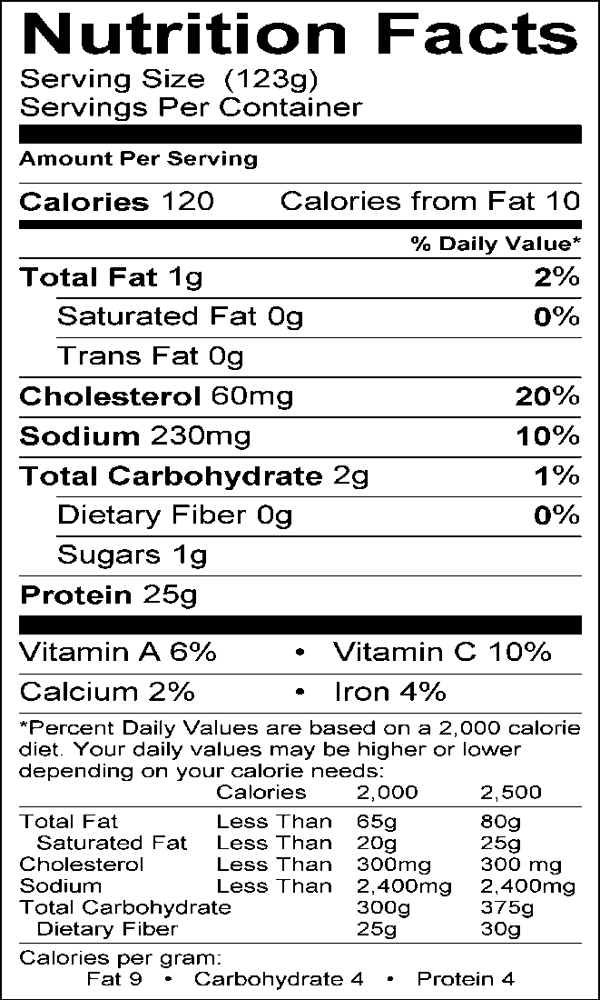 Nutrition Facts
Serving Size (123g)
Servings Per Container
Amount Per Serving
Calories 120 Calories from Fat 10
% Daily Value*
Total Fat 1g 2%
Saturated Fat 0g 0%
Trans Fat 0g
Cholesterol 60mg 20%
Sodium 230mg 10%
Total Carbohydrate 2g 1%
Dietary Fiber 0g 0%
Sugars 1g
Protein 25g
Vitamin A 6% • Vitamin C 10%
Calcium 2% • Iron 4%
*Percent Daily Values are based on a 2,000 calorie
diet. Your daily values may be higher or lower
depending on your calorie needs:
Calories 2,000 2,500
Total Fat Less Than 65g 80g
Saturated Fat Less Than 20g 25g
Cholesterol Less Than 300mg 300 mg
Sodium Less Than 2,400mg 2,400mg
Total Carbohydrate 300g 375g
Dietary Fiber 25g 30g
Calories per gram:
Fat 9 • Carbohydrate 4 • Protein 4